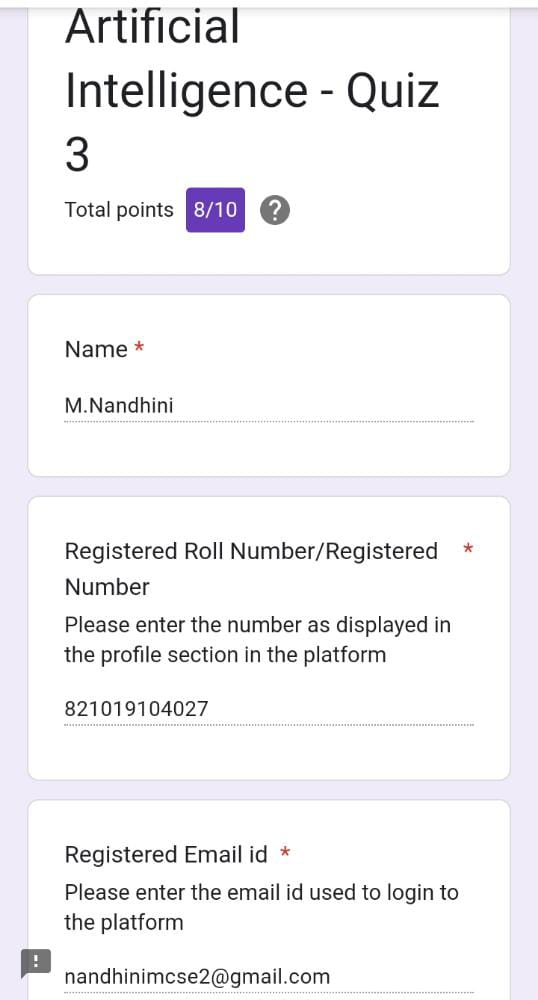 Artificial
Intelligence - Quiz
3
Total points 8/10 ?
Name *
M.Nandhini
Registered Roll Number/Registered *
Number
Please enter the number as displayed in
the profile section in the platform
821019104027
Registered Email id *
Please enter the email id used to login to
the platform
nandhinimcse2@gmail.com